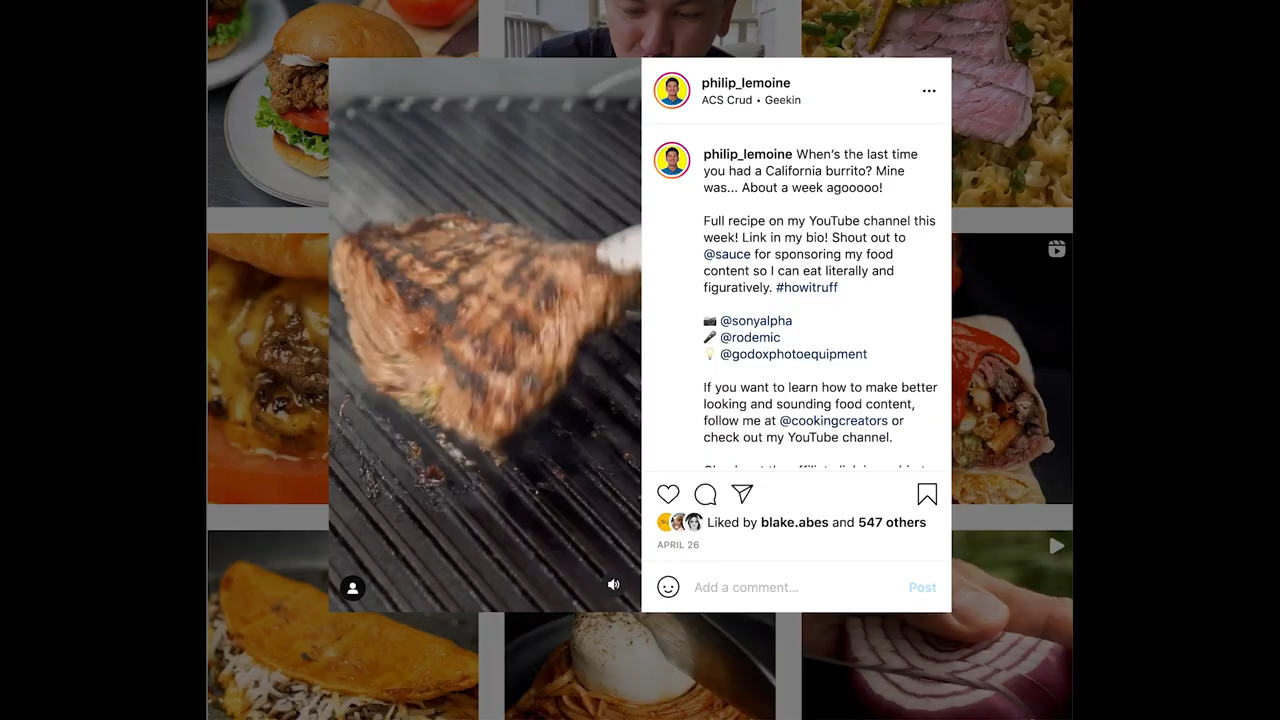 philip_lemoine
ACS Crud • Geekin
philip_lemoine When's the last time
you had a California burrito? Mine
was... About a week agooooo!
Full recipe on my YouTube channel this
week! Link in my bio! Shout out to
@sauce for sponsoring my food
content so I can eat literally and
figuratively. #howitruff
📷 @sonyalpha
🎤 @rodemic
💡 @godoxphotoequipment
If you want to learn how to make better
looking and sounding food content,
follow me at @cookingcreators or
check out my YouTube channel.
Liked by blake.abes and 547 others
APRIL 26
Add a comment... Post